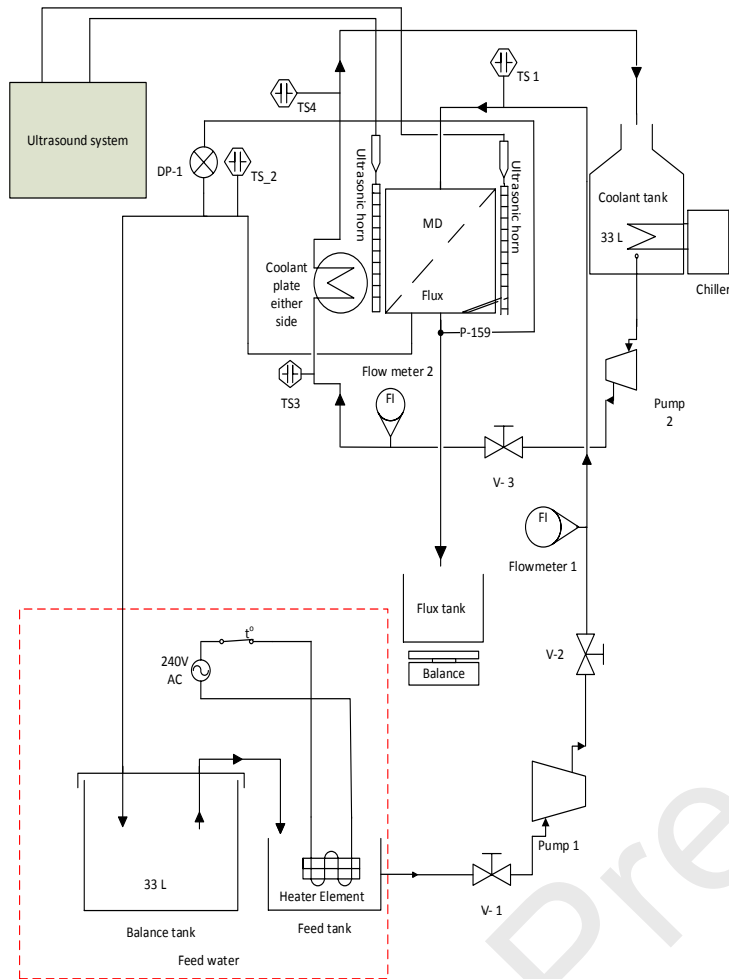 TS 1
TS4
Ultrasound system
DP-1
TS_2
Ultrasonic horn
Ultrasonic horn
MD
Flux
Coolant
plate
either
side
Coolant tank
33 L
Chiller
P-159
TS3
Flow meter 2
FI
Pump
2
V- 3
FI
Flowmeter 1
Flux tank
Balance
V-2
t°
240V
AC
Pump 1
33 L
Heater Element
V- 1
Balance tank
Feed tank
Feed water
Pre